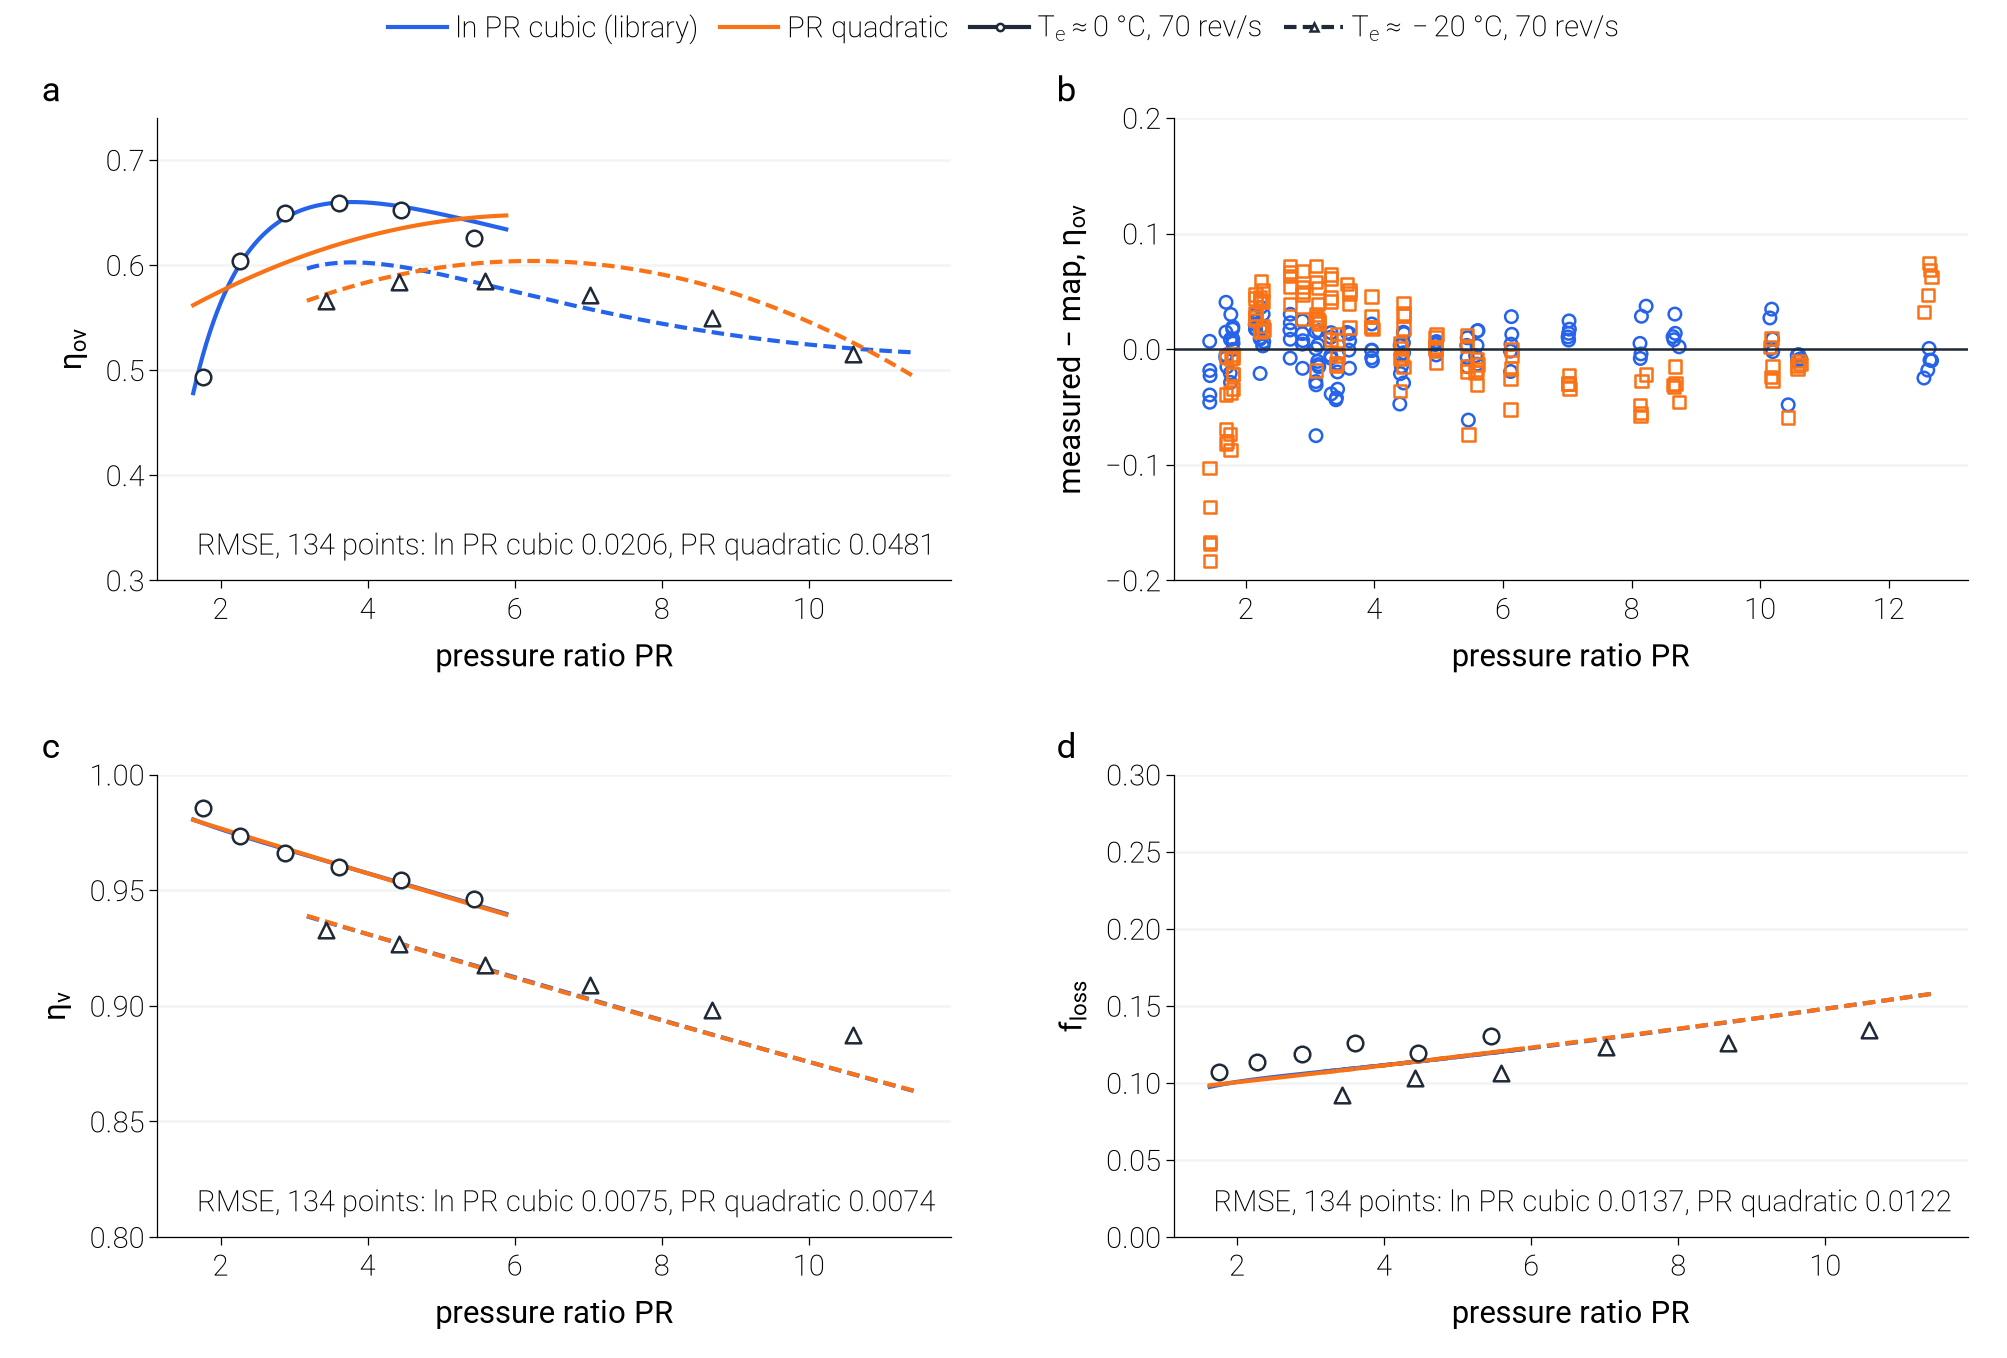 ln PR cubic (library) PR quadratic Te ≈ 0 °C, 70 rev/s Te ≈ −20 °C, 70 rev/s
a
0.7
0.6
0.5
0.4
0.3
ηov
RMSE, 134 points: ln PR cubic 0.0206, PR quadratic 0.0481
2 4 6 8 10
pressure ratio PR
b
0.2
0.1
0.0
−0.1
−0.2
measured − map, ηov
2 4 6 8 10 12
pressure ratio PR
c
1.00
0.95
0.90
0.85
0.80
ηv
RMSE, 134 points: ln PR cubic 0.0075, PR quadratic 0.0074
2 4 6 8 10
pressure ratio PR
d
0.30
0.25
0.20
0.15
0.10
0.05
0.00
floss
RMSE, 134 points: ln PR cubic 0.0137, PR quadratic 0.0122
2 4 6 8 10
pressure ratio PR